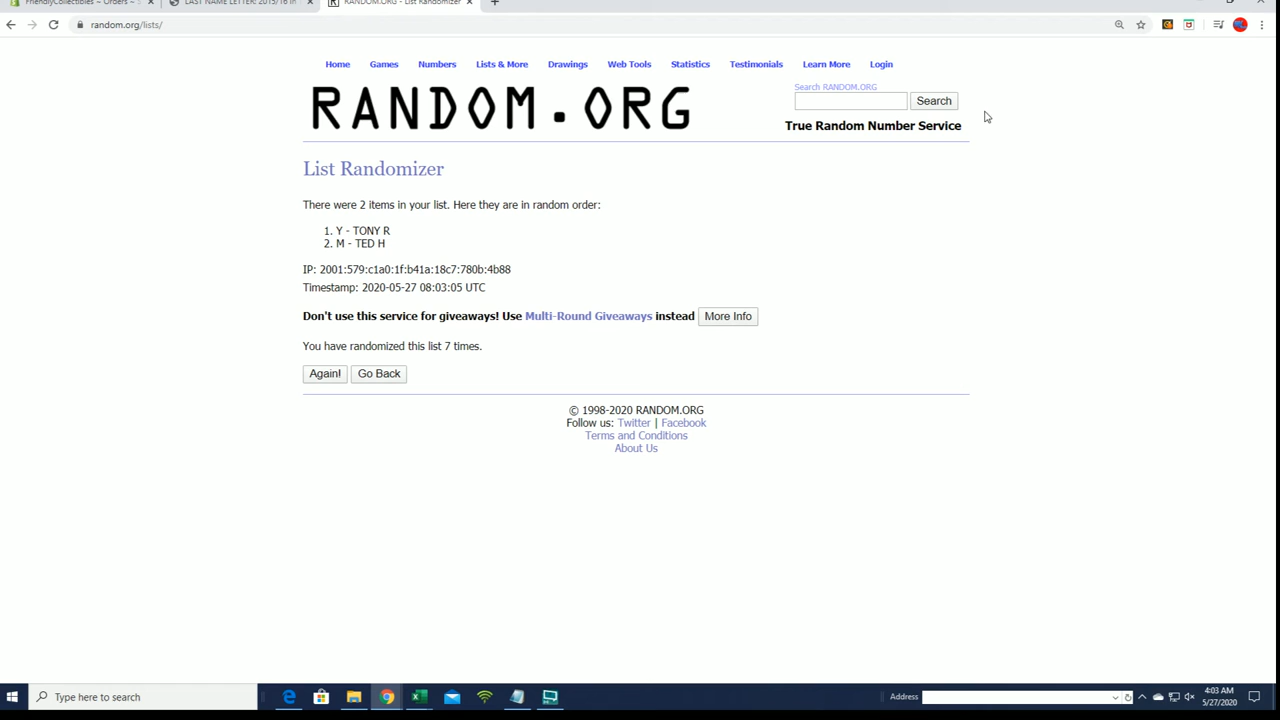 FriendlyCollectibles ~ Orders ~
LAST NAME LETTER: 2015/16 In
RANDOM.ORG - List Randomizer
random.org/lists/
Home Games Numbers Lists & More Drawings Web Tools Statistics Testimonials Learn More Login
Search RANDOM.ORG
RANDOM.ORG
Search
True Random Number Service
List Randomizer
There were 2 items in your list. Here they are in random order:
1. Y - TONY R
2. M - TED H
IP: 2001:579:c1a0:1f:b41a:18c7:780b:4b88
Timestamp: 2020-05-27 08:03:05 UTC
Don't use this service for giveaways! Use Multi-Round Giveaways instead More Info
You have randomized this list 7 times.
Again! Go Back
© 1998-2020 RANDOM.ORG
Follow us: Twitter | Facebook
Terms and Conditions
About Us
Type here to search
Address
4:03 AM
5/27/2020